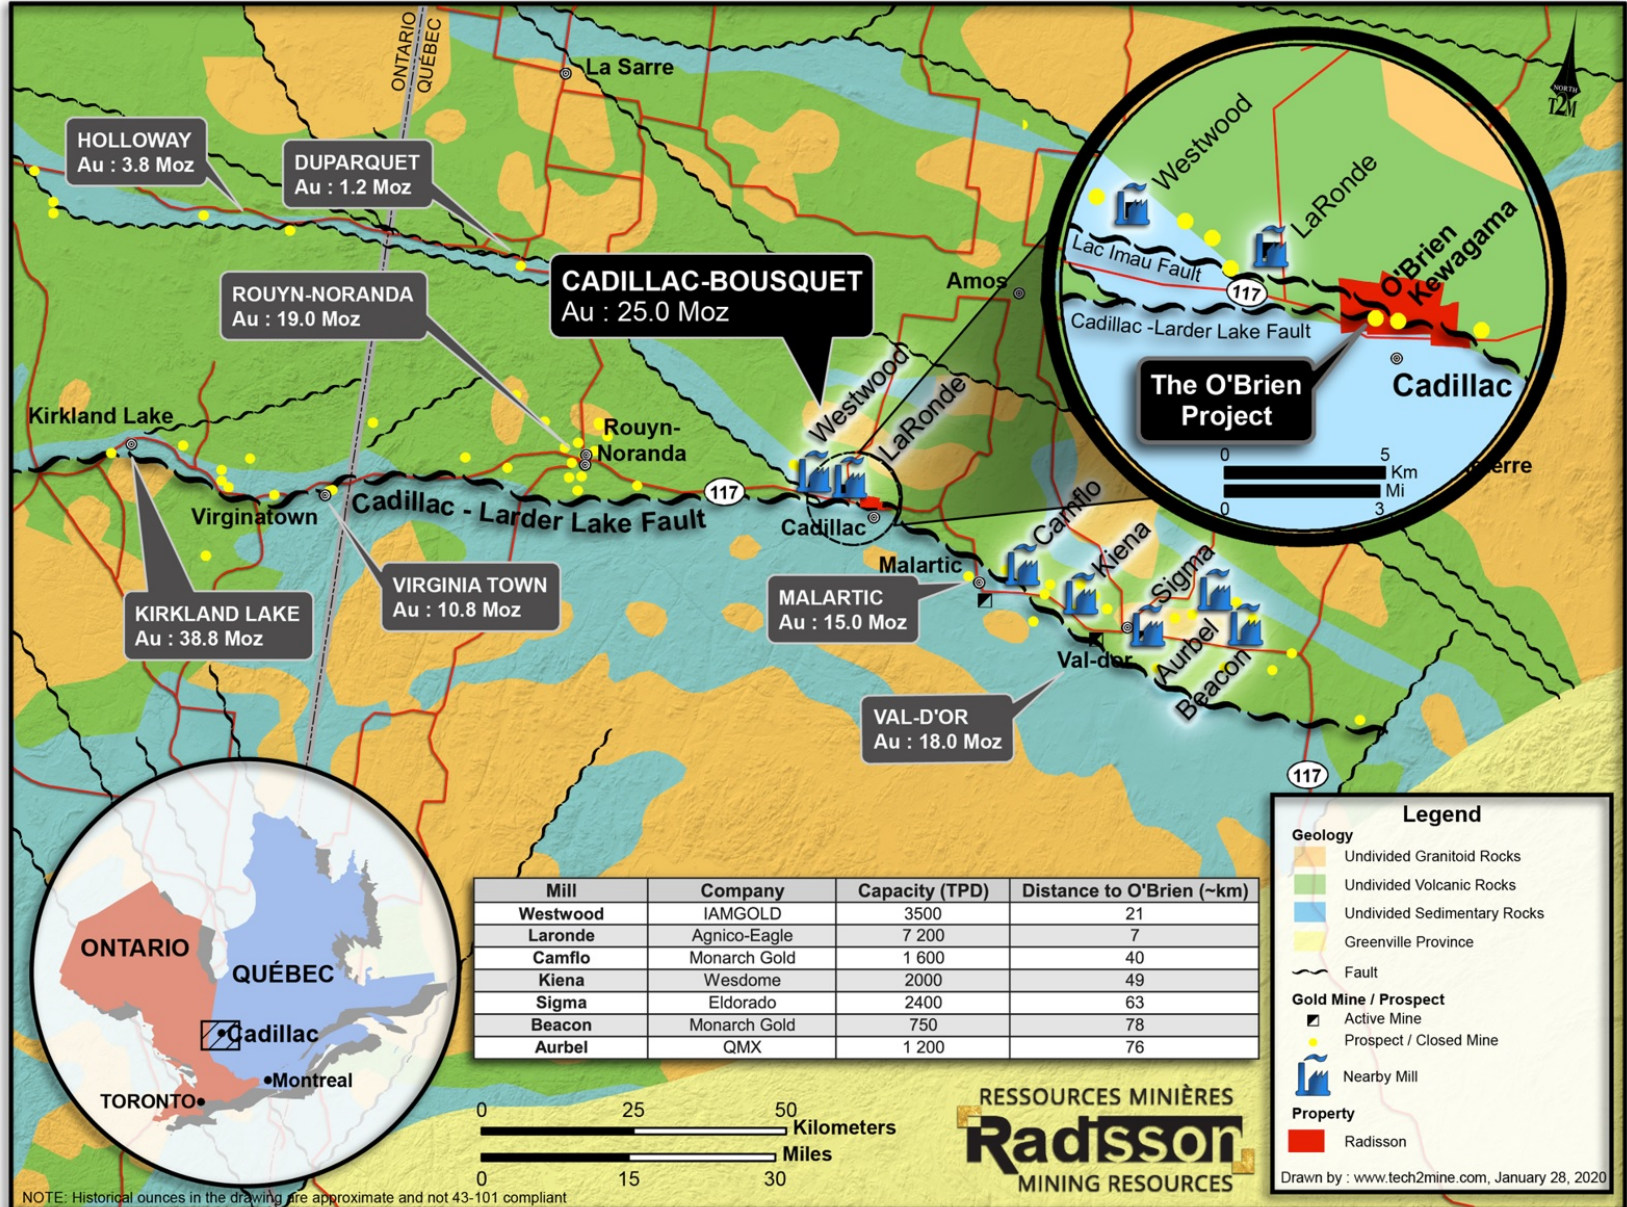 ONTARIO
QUÉBEC
La Sarre
HOLLOWAY
Au : 3.8 Moz
DUPARQUET
Au : 1.2 Moz
ROUYN-NORANDA
Au : 19.0 Moz
CADILLAC-BOUSQUET
Au : 25.0 Moz
Amos
Kirkland Lake
Rouyn-
Noranda
Westwood
LaRonde
Virginatown
Cadillac - Larder Lake Fault
117
Cadillac
Malartic
Camflo
Kiena
Sigma
Aurbel
Beacon
Val-dor
KIRKLAND LAKE
Au : 38.8 Moz
VIRGINIA TOWN
Au : 10.8 Moz
MALARTIC
Au : 15.0 Moz
VAL-D'OR
Au : 18.0 Moz
117
NORTH
T2M
Westwood
LaRonde
Lac Imau Fault
117
O'Brien
Kewagama
Cadillac -Larder Lake Fault
The O'Brien
Project
Cadillac
0 5
Km
Mi
0 3
ONTARIO
QUÉBEC
Cadillac
Montreal
TORONTO
Mill Company Capacity (TPD) Distance to O'Brien (~km)
Westwood IAMGOLD 3500 21
Laronde Agnico-Eagle 7 200 7
Camflo Monarch Gold 1 600 40
Kiena Wesdome 2000 49
Sigma Eldorado 2400 63
Beacon Monarch Gold 750 78
Aurbel QMX 1 200 76
0 25 50
Kilometers
Miles
0 15 30
RESSOURCES MINIÈRES
Radisson
MINING RESOURCES
Legend
Geology
Undivided Granitoid Rocks
Undivided Volcanic Rocks
Undivided Sedimentary Rocks
Greenville Province
Fault
Gold Mine / Prospect
Active Mine
Prospect / Closed Mine
Nearby Mill
Property
Radisson
Drawn by : www.tech2mine.com, January 28, 2020
NOTE: Historical ounces in the drawing are approximate and not 43-101 compliant